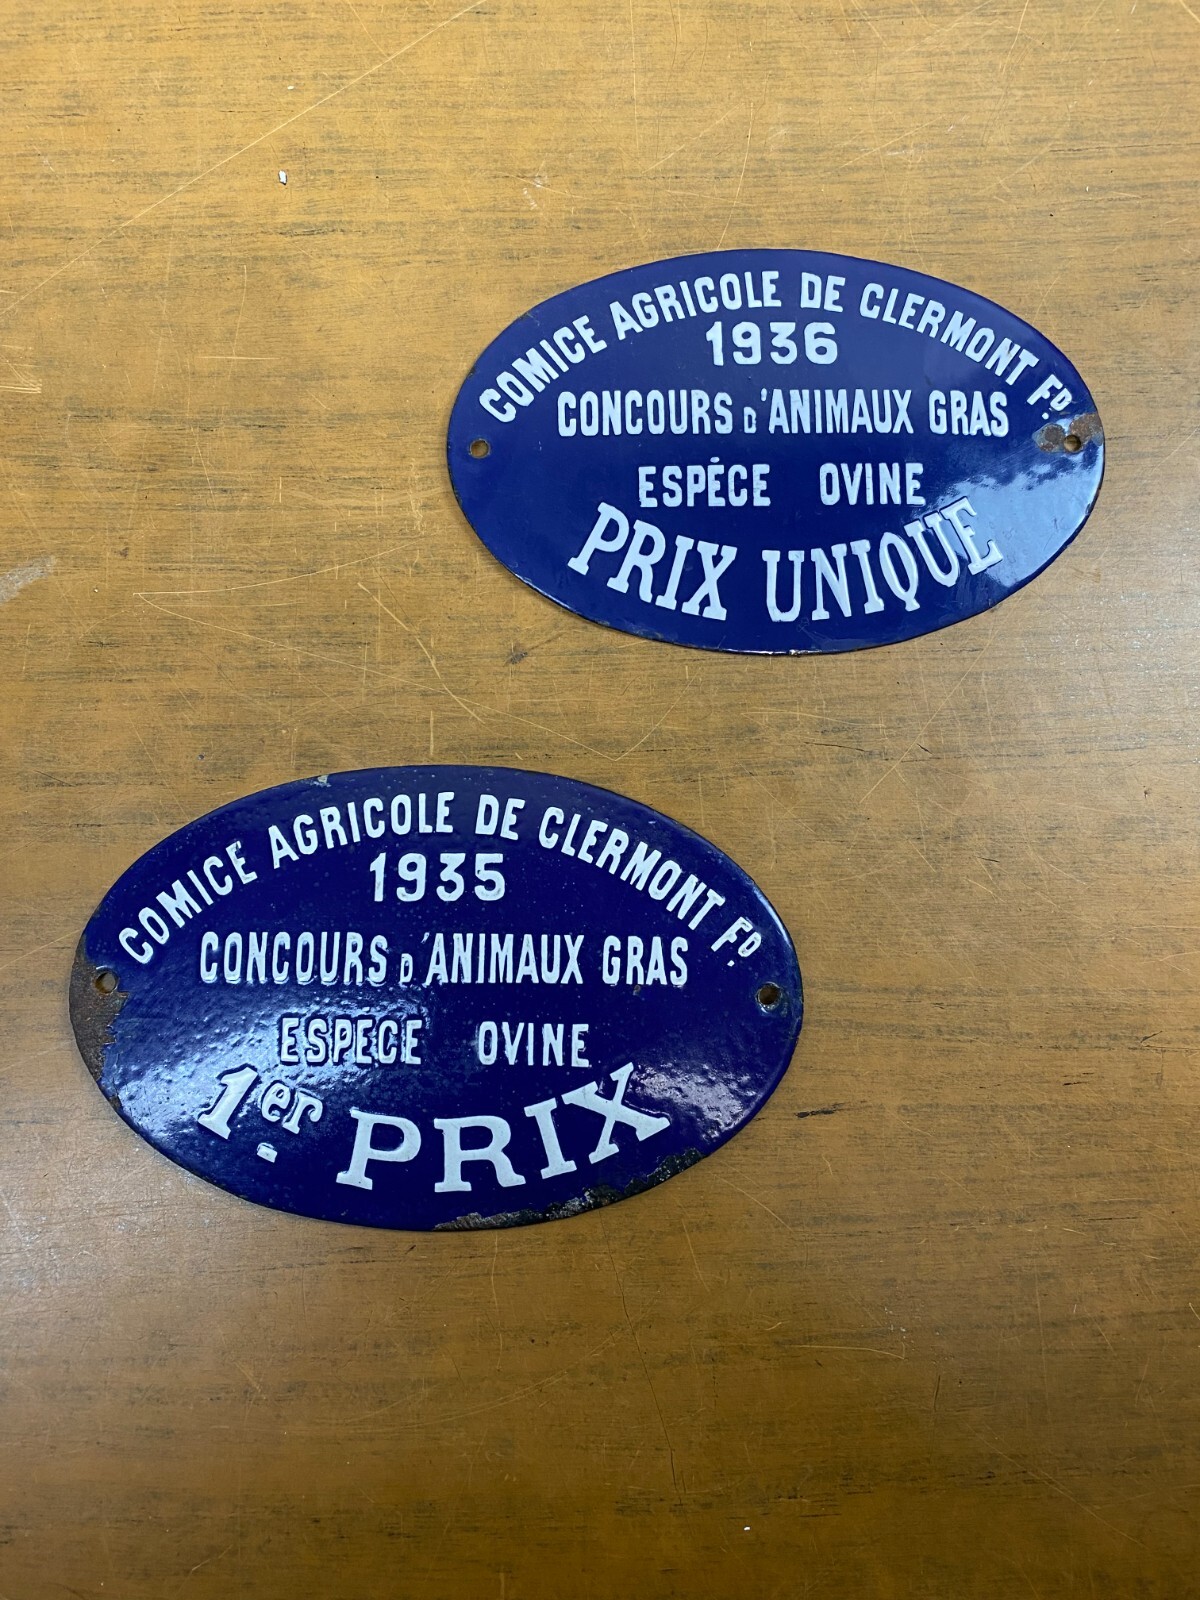 COMICE AGRICOLE DE CLERMONT FD.
1936
CONCOURS D'ANIMAUX GRAS
ESPÈCE OVINE
PRIX UNIQUE
COMICE AGRICOLE DE CLERMONT FD.
1935
CONCOURS D'ANIMAUX GRAS
ESPECE OVINE
1er PRIX